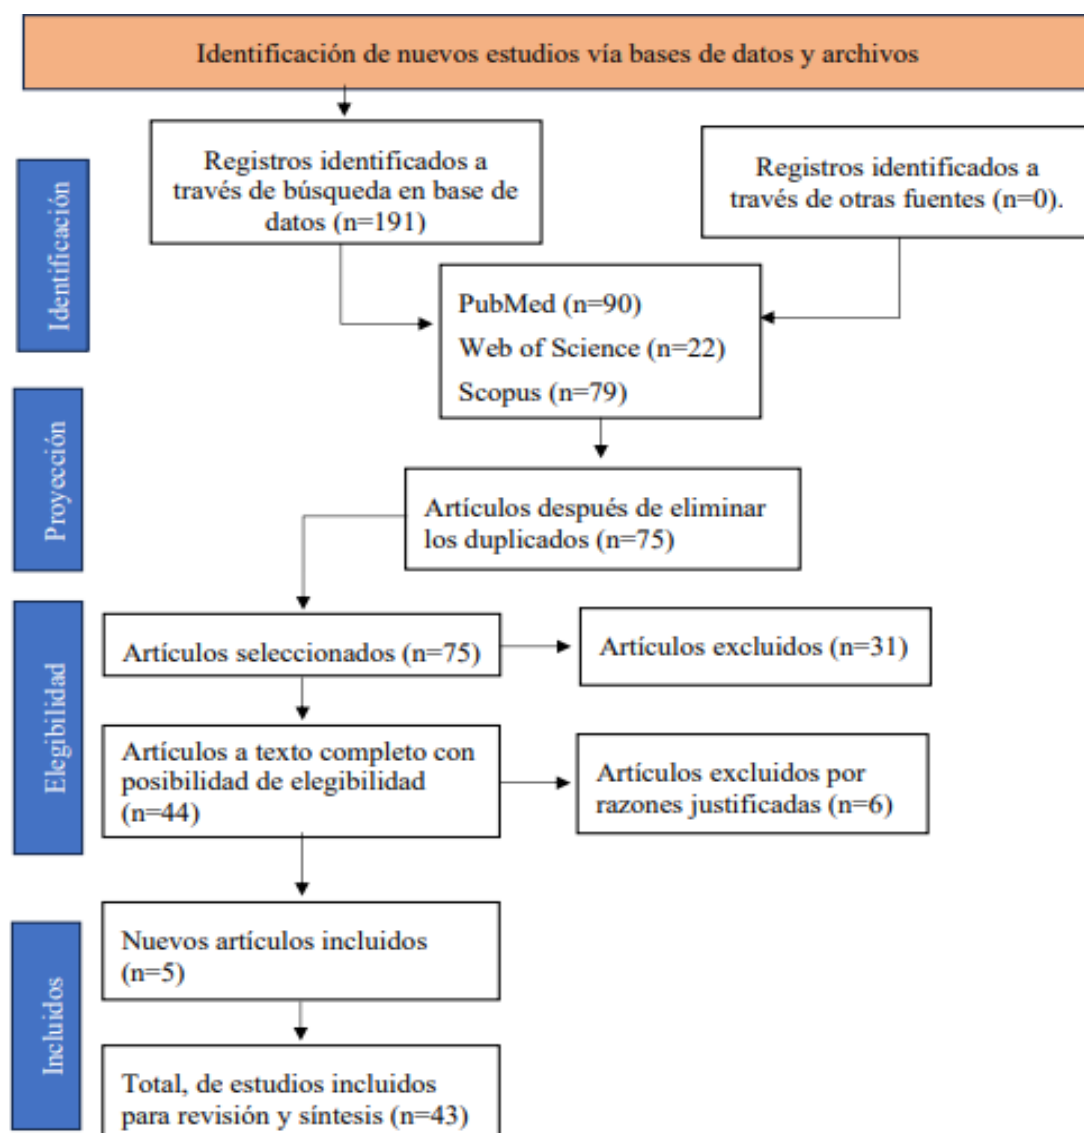 Identificación de nuevos estudios vía bases de datos y archivos
Identificación
Registros identificados a
través de búsqueda en base de
datos (n=191)
Registros identificados a
través de otras fuentes (n=0).
PubMed (n=90)
Web of Science (n=22)
Scopus (n=79)
Proyección
Artículos después de eliminar
los duplicados (n=75)
Elegibilidad
Artículos seleccionados (n=75)
Artículos excluidos (n=31)
Artículos a texto completo con
posibilidad de elegibilidad
(n=44)
Artículos excluidos por
razones justificadas (n=6)
Incluidos
Nuevos artículos incluidos
(n=5)
Total, de estudios incluidos
para revisión y síntesis (n=43)